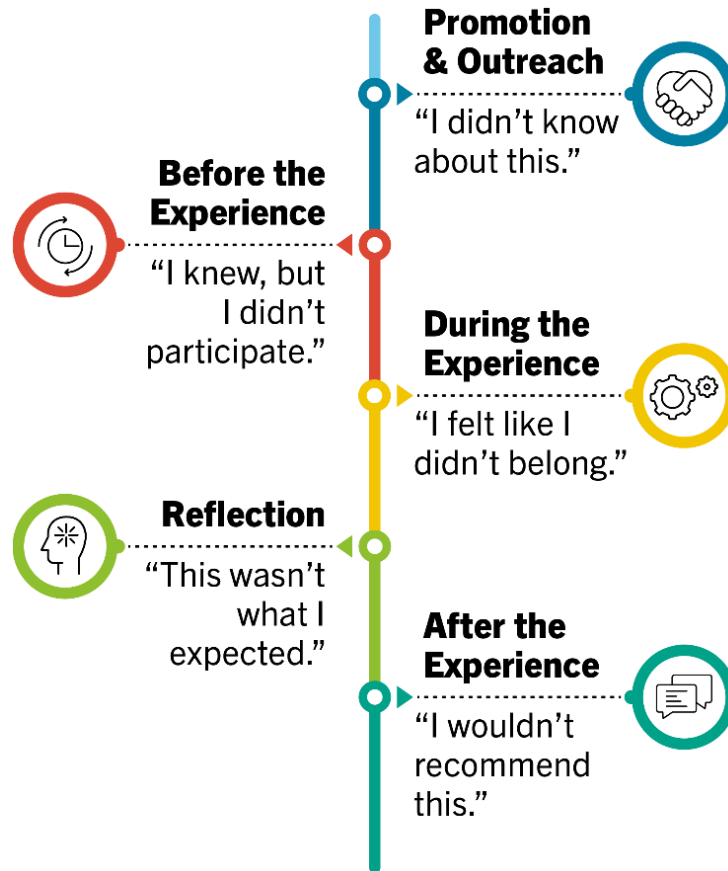 Promotion
& Outreach
“I didn’t know
about this.”
Before the
Experience
“I knew, but
I didn’t
participate.”
During the
Experience
“I felt like I
didn’t belong.”
Reflection
“This wasn’t
what I
expected.”
After the
Experience
“I wouldn’t
recommend
this.”